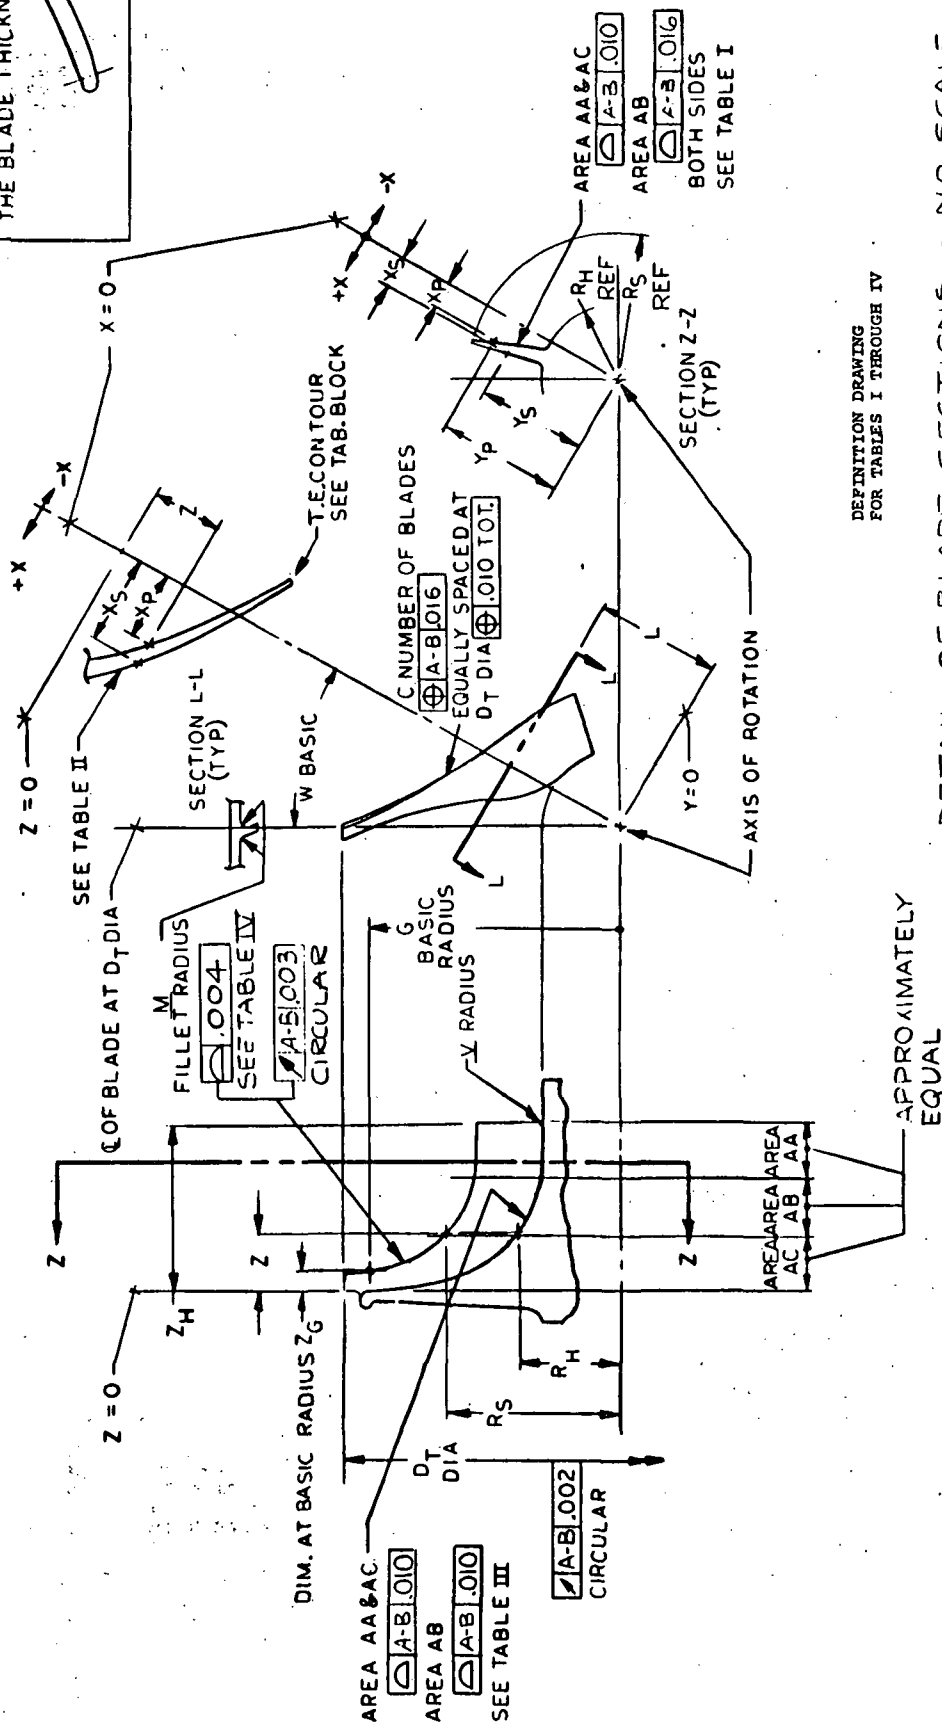 THE BLADE THICKN
Z=0
+X
-X
X=0
SEE TABLE II
XS
XP
Z
T.E.CONTOUR
SEE TAB. BLOCK
SECTION L-L
(TYP)
℄ OF BLADE AT DT DIA
M
FILLET RADIUS
⌓ .004
SEE TABLE IV
↗ A-B .003
CIRCULAR
W BASIC
C NUMBER OF BLADES
⌖ A-B .016
EQUALLY SPACED AT
DT DIA ⌖ .010 TOT.
G
BASIC
RADIUS
V RADIUS
L
L
L
Y=0
AXIS OF ROTATION
+X
-X
XS
XP
YP
YS
AREA AA&AC
⌓ A-B .010
AREA AB
⌓ A-B .016
BOTH SIDES
SEE TABLE I
RH
REF
RS
REF
SECTION Z-Z
(TYP)
Z=0
ZH
Z
Z
Z
DIM. AT BASIC RADIUS ZG
RS
RH
DT
DIA
AREA AA&AC
⌓ A-B .010
AREA AB
⌓ A-B .010
SEE TABLE III
↗ A-B .002
CIRCULAR
AREA AC
AREA AB
AREA AA
APPROXIMATELY
EQUAL
DEFINITION DRAWING
FOR TABLES I THROUGH IV